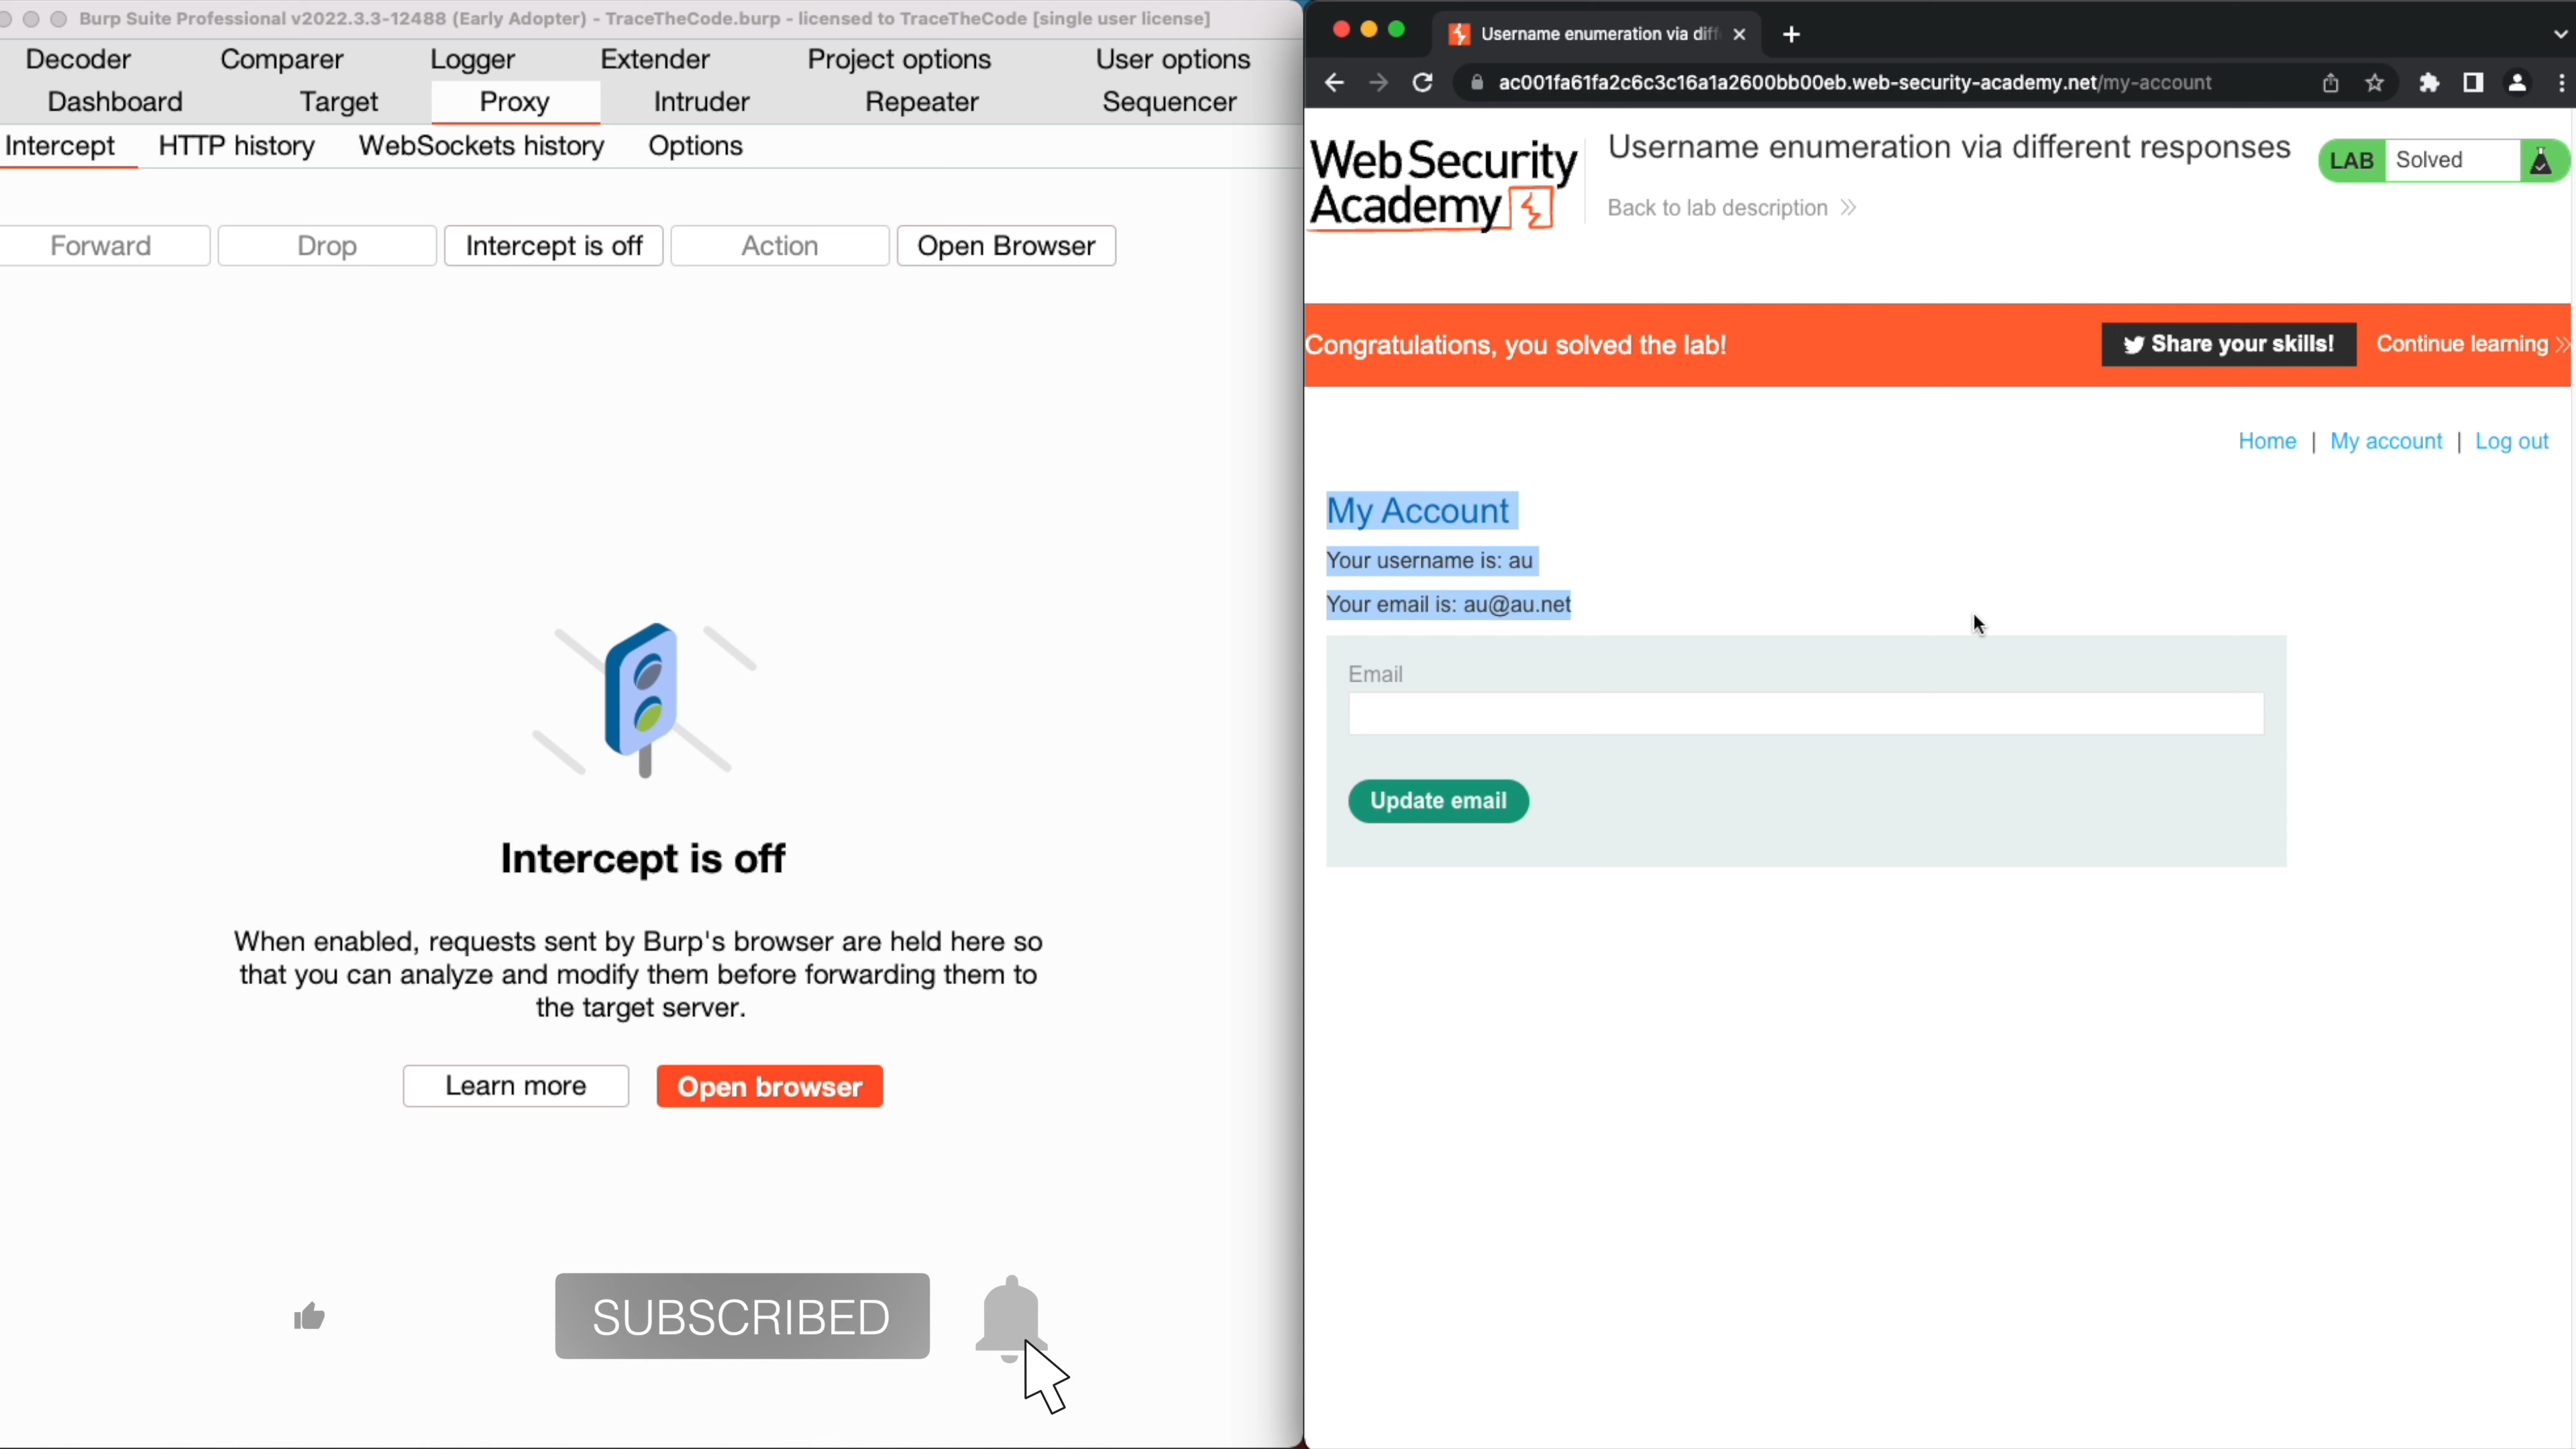 Burp Suite Professional v2022.3.3-12488 (Early Adopter) - TraceTheCode.burp - licensed to TraceTheCode [single user license]
Decoder Comparer Logger Extender Project options User options
Dashboard Target Proxy Intruder Repeater Sequencer
Intercept HTTP history WebSockets history Options
Forward Drop Intercept is off Action Open Browser
Intercept is off
When enabled, requests sent by Burp's browser are held here so
that you can analyze and modify them before forwarding them to
the target server.
Learn more Open browser
SUBSCRIBED
Username enumeration via diff
ac001fa61fa2c6c3c16a1a2600bb00eb.web-security-academy.net/my-account
Web Security
Academy
Username enumeration via different responses
Back to lab description
LAB Solved
Congratulations, you solved the lab!
Share your skills!
Continue learning
Home | My account | Log out
My Account
Your username is: au
Your email is: au@au.net
Email
Update email